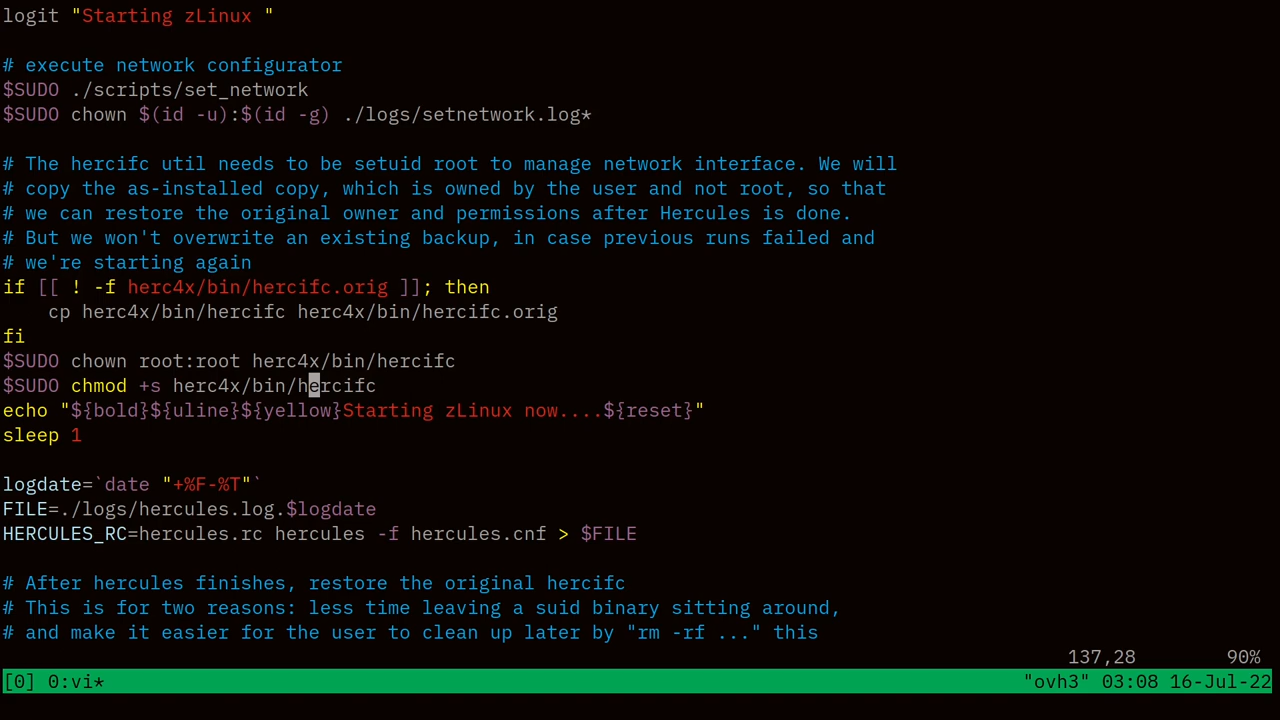 logit "Starting zLinux "
# execute network configurator
$SUDO ./scripts/set_network
$SUDO chown $(id -u):$(id -g) ./logs/setnetwork.log*
# The hercifc util needs to be setuid root to manage network interface. We will
# copy the as-installed copy, which is owned by the user and not root, so that
# we can restore the original owner and permissions after Hercules is done.
# But we won't overwrite an existing backup, in case previous runs failed and
# we're starting again
if [[ ! -f herc4x/bin/hercifc.orig ]]; then
    cp herc4x/bin/hercifc herc4x/bin/hercifc.orig
fi
$SUDO chown root:root herc4x/bin/hercifc
$SUDO chmod +s herc4x/bin/hercifc
echo "${bold}${uline}${yellow}Starting zLinux now....${reset}"
sleep 1
logdate=`date "+%F-%T"`
FILE=./logs/hercules.log.$logdate
HERCULES_RC=hercules.rc hercules -f hercules.cnf > $FILE
# After hercules finishes, restore the original hercifc
# This is for two reasons: less time leaving a suid binary sitting around,
# and make it easier for the user to clean up later by "rm -rf ..." this
137,28 90%
[0] 0:vi* "ovh3" 03:08 16-Jul-22